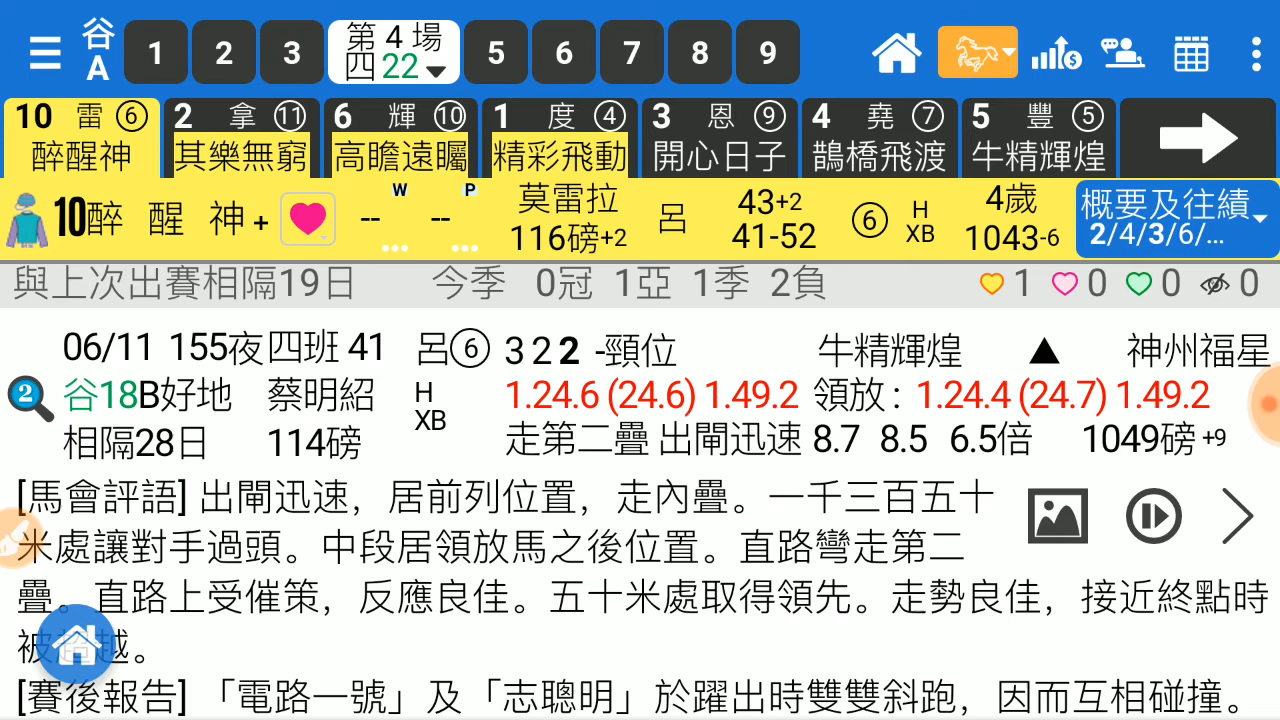 谷A 1 2 3 第4場 四22 5 6 7 8 9
10 雷 ⑥ 醉醒神
2 拿 ⑪ 其樂無窮
6 輝 ⑩ 高瞻遠矚
1 度 ④ 精彩飛動
3 恩 ⑨ 開心日子
4 堯 ⑦ 鵲橋飛渡
5 豐 ⑤ 牛精輝煌
10醉 醒 神+ W -- ... P -- ... 莫雷拉 116磅+2 呂 43+2 41-52 ⑥ H XB 4歲 1043-6 概要及往績 2/4/3/6/...
與上次出賽相隔19日 今季 0冠 1亞 1季 2負 1 0 0 0
06/11 155夜四班 41 呂⑥ 3 2 2 -頸位 牛精輝煌 ▲ 神州福星
2 谷18B好地 蔡明紹 H XB 1.24.6 (24.6) 1.49.2 領放: 1.24.4 (24.7) 1.49.2
相隔28日 114磅 走第二疊 出閘迅速 8.7 8.5 6.5倍 1049磅 +9
[馬會評語] 出閘迅速，居前列位置，走內疊。一千三百五十
米處讓對手過頭。中段居領放馬之後位置。直路彎走第二
疊。直路上受催策，反應良佳。五十米處取得領先。走勢良佳，接近終點時
被超越。
[賽後報告] 「電路一號」及「志聰明」於躍出時雙雙斜跑，因而互相碰撞。